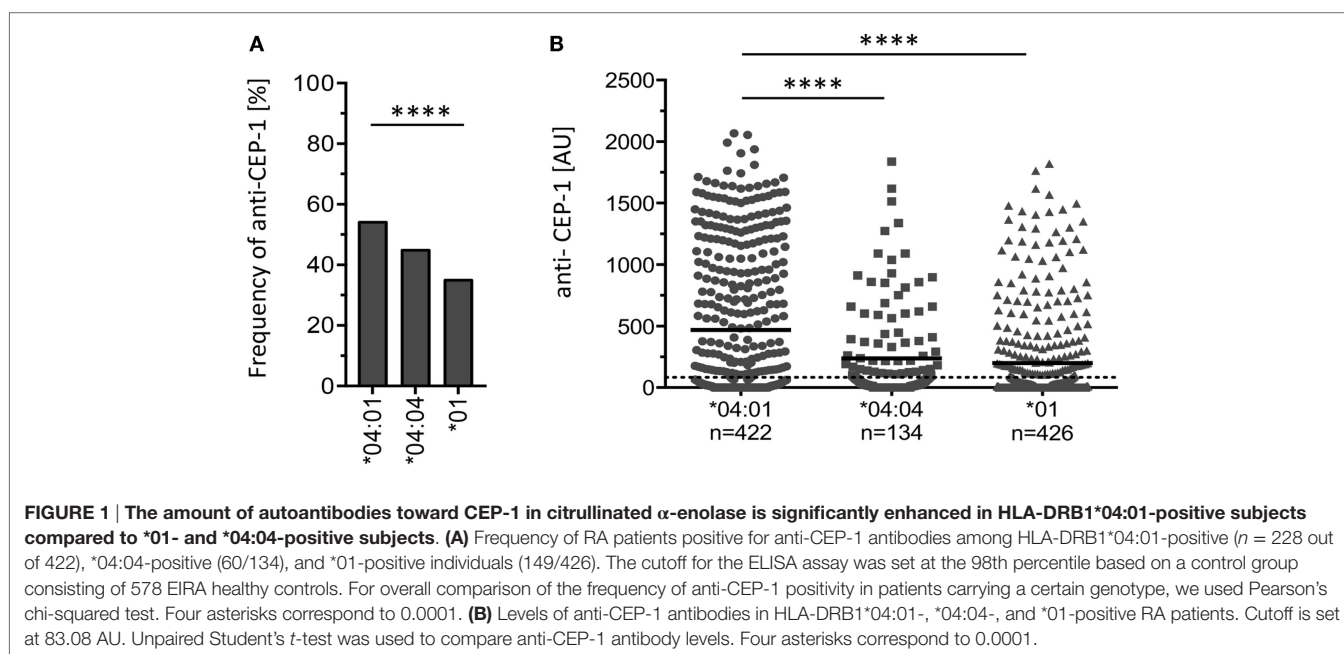 A
Frequency of anti-CEP-1 [%]
100
80
60
40
20
0
****
*04:01
*04:04
*01
B
anti- CEP-1 [AU]
2500
2000
1500
1000
500
0
****
****
*04:01
n=422
*04:04
n=134
*01
n=426
FIGURE 1 | The amount of autoantibodies toward CEP-1 in citrullinated α-enolase is significantly enhanced in HLA-DRB1*04:01-positive subjects
compared to *01- and *04:04-positive subjects. (A) Frequency of RA patients positive for anti-CEP-1 antibodies among HLA-DRB1*04:01-positive (n = 228 out
of 422), *04:04-positive (60/134), and *01-positive individuals (149/426). The cutoff for the ELISA assay was set at the 98th percentile based on a control group
consisting of 578 EIRA healthy controls. For overall comparison of the frequency of anti-CEP-1 positivity in patients carrying a certain genotype, we used Pearson's
chi-squared test. Four asterisks correspond to 0.0001. (B) Levels of anti-CEP-1 antibodies in HLA-DRB1*04:01-, *04:04-, and *01-positive RA patients. Cutoff is set
at 83.08 AU. Unpaired Student's t-test was used to compare anti-CEP-1 antibody levels. Four asterisks correspond to 0.0001.